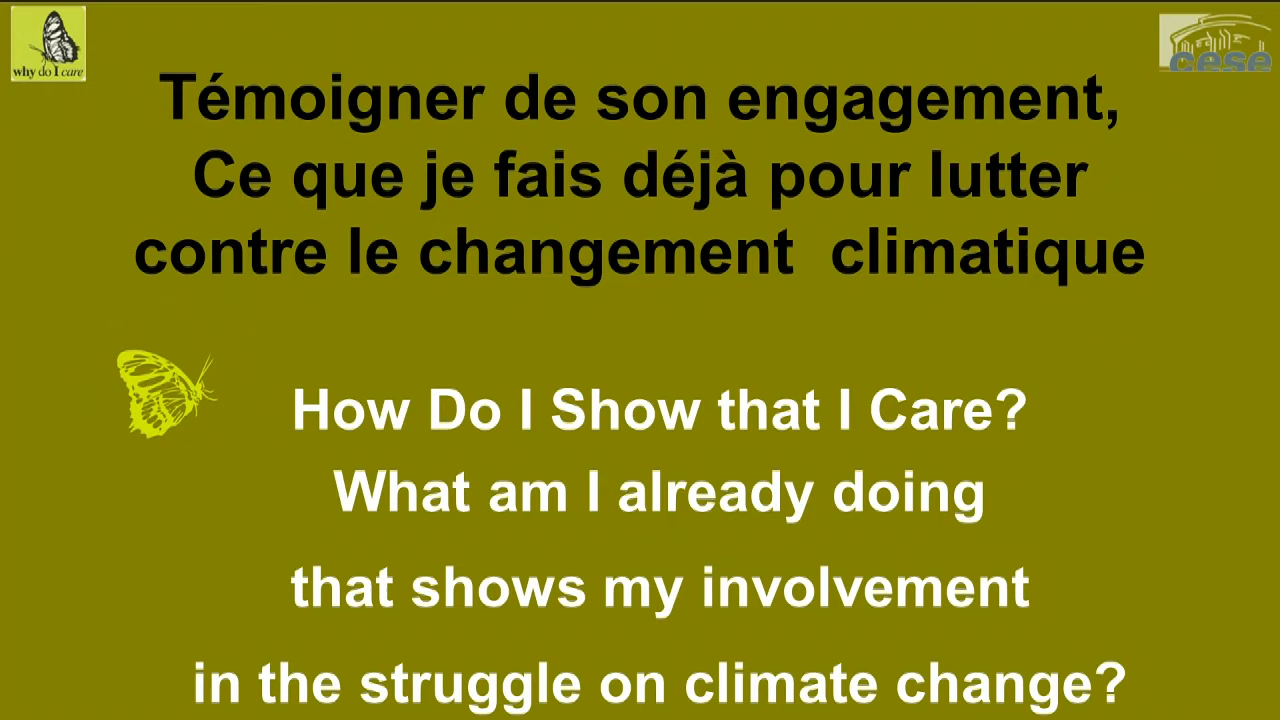 why do I care
cese
Témoigner de son engagement,
Ce que je fais déjà pour lutter
contre le changement climatique
How Do I Show that I Care?
What am I already doing
that shows my involvement
in the struggle on climate change?